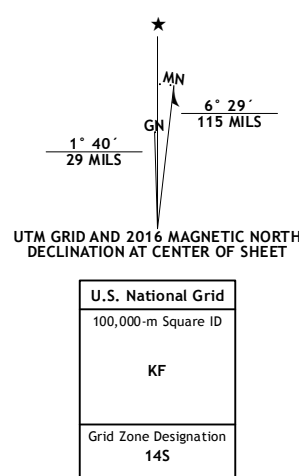 ★
MN
GN
6° 29´
115 MILS
1° 40´
29 MILS
UTM GRID AND 2016 MAGNETIC NORTH
DECLINATION AT CENTER OF SHEET
U.S. National Grid
100,000-m Square ID
KF
Grid Zone Designation
14S